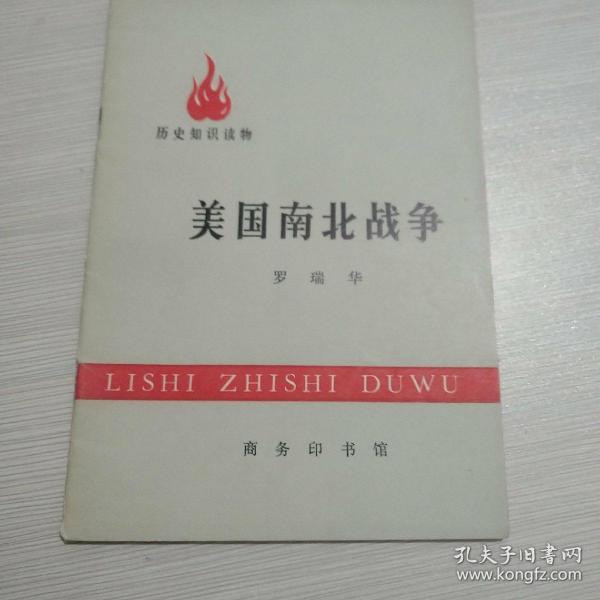 历史知识读物
美国南北战争
罗瑞华
LISHI ZHISHI DUWU
商务印书馆
孔夫子旧书网
www.kongfz.com